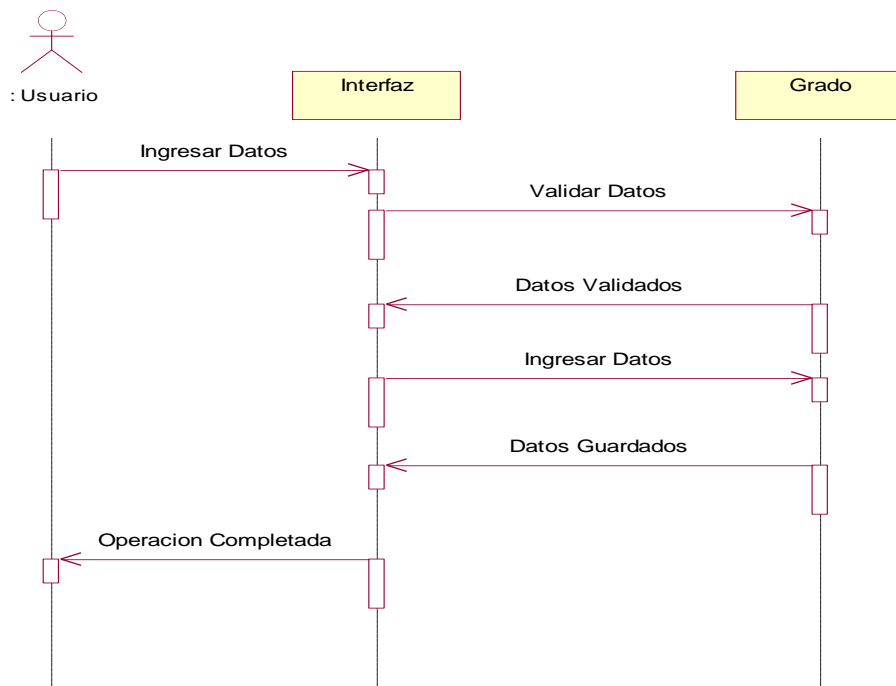 : Usuario
Interfaz
Grado
Ingresar Datos
Validar Datos
Datos Validados
Ingresar Datos
Datos Guardados
Operacion Completada